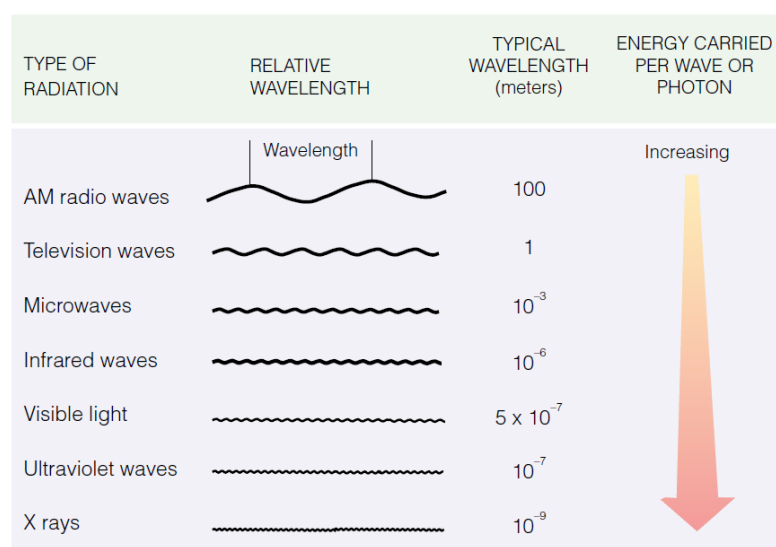 TYPE OF
RADIATION
RELATIVE
WAVELENGTH
TYPICAL
WAVELENGTH
(meters)
ENERGY CARRIED
PER WAVE OR
PHOTON
Wavelength
Increasing
AM radio waves 100
Television waves 1
Microwaves 10⁻³
Infrared waves 10⁻⁶
Visible light 5 x 10⁻⁷
Ultraviolet waves 10⁻⁷
X rays 10⁻⁹